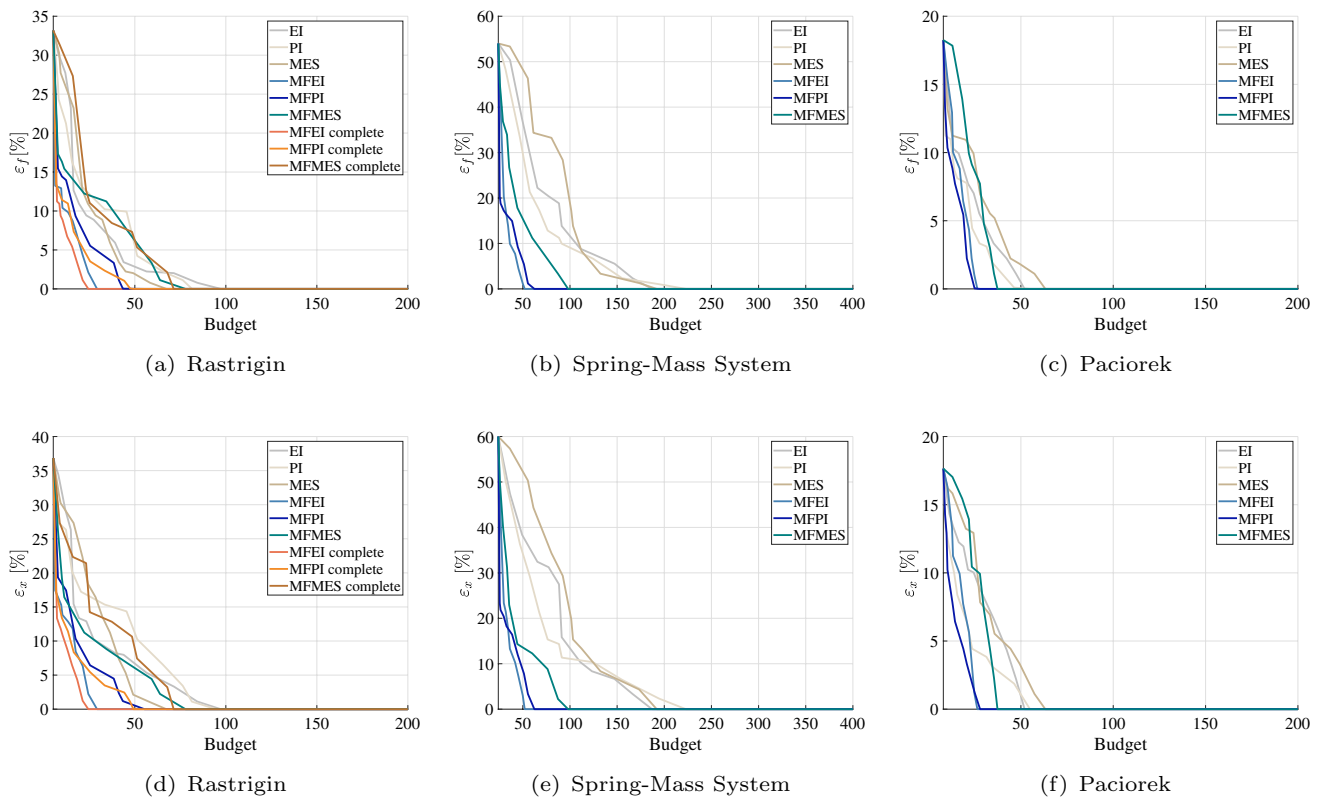 35
30
25
20
15
10
5
0
ε_f [%]
EI
PI
MES
MFEI
MFPI
MFMES
MFEI complete
MFPI complete
MFMES complete
50 100 150 200
Budget
(a) Rastrigin
60
50
40
30
20
10
0
ε_f [%]
EI
PI
MES
MFEI
MFPI
MFMES
50 100 150 200 250 300 350 400
Budget
(b) Spring-Mass System
20
15
10
5
0
ε_f [%]
EI
PI
MES
MFEI
MFPI
MFMES
50 100 150 200
Budget
(c) Paciorek
40
35
30
25
20
15
10
5
0
ε_x [%]
EI
PI
MES
MFEI
MFPI
MFMES
MFEI complete
MFPI complete
MFMES complete
50 100 150 200
Budget
(d) Rastrigin
60
50
40
30
20
10
0
ε_x [%]
EI
PI
MES
MFEI
MFPI
MFMES
50 100 150 200 250 300 350 400
Budget
(e) Spring-Mass System
20
15
10
5
0
ε_x [%]
EI
PI
MES
MFEI
MFPI
MFMES
50 100 150 200
Budget
(f) Paciorek